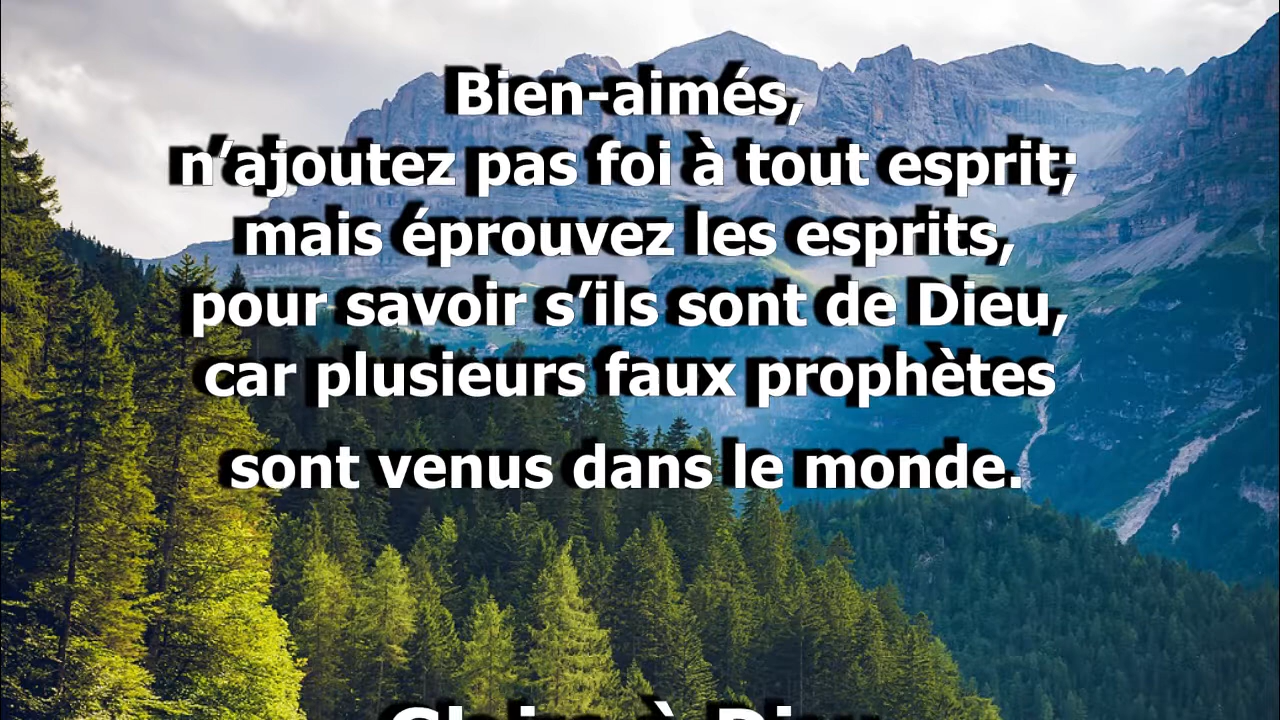 Bien-aimés,
n’ajoutez pas foi à tout esprit;
mais éprouvez les esprits,
pour savoir s’ils sont de Dieu,
car plusieurs faux prophètes
sont venus dans le monde.
à Dieu